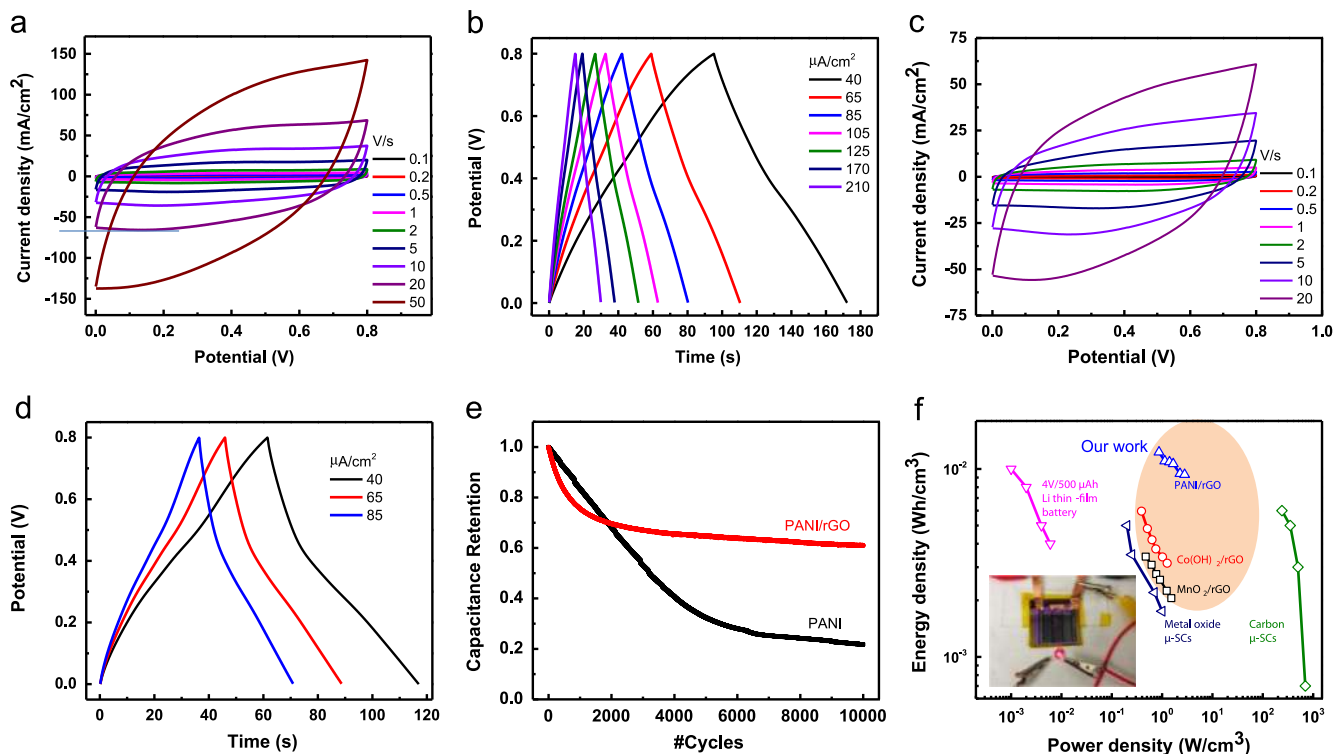 a
150
100
50
0
-50
-100
-150
Current density (mA/cm²)
0.0 0.2 0.4 0.6 0.8
Potential (V)
V/s
0.1
0.2
0.5
1
2
5
10
20
50
b
0.8
0.6
0.4
0.2
0.0
Potential (V)
0 20 40 60 80 100 120 140 160 180
Time (s)
µA/cm²
40
65
85
105
125
170
210
c
75
50
25
0
-25
-50
-75
Current density (mA/cm²)
0.0 0.2 0.4 0.6 0.8 1.0
Potential (V)
V/s
0.1
0.2
0.5
1
2
5
10
20
d
0.8
0.6
0.4
0.2
0.0
Potential (V)
0 20 40 60 80 100 120
Time (s)
µA/cm²
40
65
85
e
1.0
0.8
0.6
0.4
0.2
0.0
Capacitance Retention
0 2000 4000 6000 8000 10000
#Cycles
PANI/rGO
PANI
f
10⁻²
10⁻³
Energy density (Wh/cm³)
10⁻³ 10⁻² 10⁻¹ 10⁰ 10¹ 10² 10³
Power density (W/cm³)
Our work
PANI/rGO
4V/500 µAh
Li thin -film
battery
Co(OH) ₂/rGO
MnO ₂/rGO
Metal oxide
µ-SCs
Carbon
µ-SCs